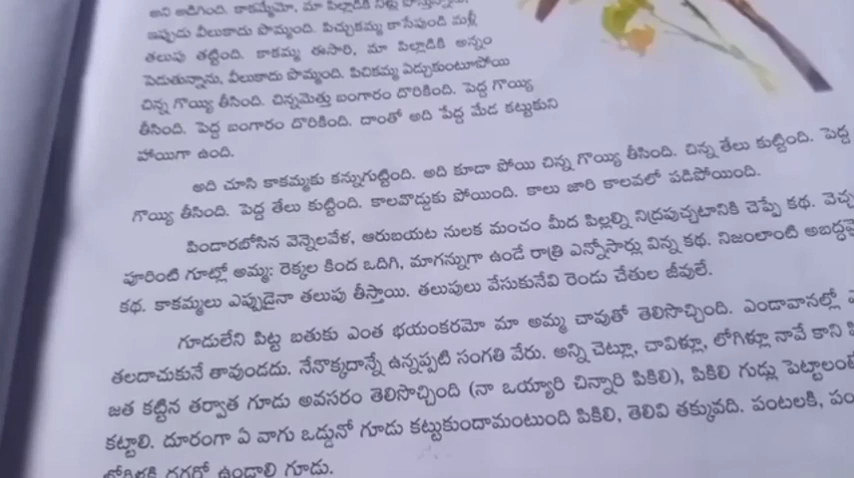 అని అడిగింది. కాకమ్మేమో, మా పిల్లాడికి నీళ్లు
ఇప్పుడు వీలుకాదు పొమ్మంది. పిచ్చుకమ్మ కాసేపుండి మళ్లీ
తలుపు తట్టింది. కాకమ్మ ఈసారి, మా పిల్లాడికి అన్నం
పెడుతున్నాను, వీలుకాదు పొమ్మంది. పిచికమ్మ ఏడ్చుకుంటూపోయి
చిన్న గొయ్యి తీసింది. చిన్నమెత్తు బంగారం దొరికింది. పెద్ద గొయ్యి
తీసింది. పెద్ద బంగారం దొరికింది. దాంతో అది పేద్ద మేడ కట్టుకుని
హాయిగా ఉంది.
అది చూసి కాకమ్మకు కన్నుగుట్టింది. అది కూడా పోయి చిన్న గొయ్యి తీసింది. చిన్న తేలు కుట్టింది. పెద్ద
గొయ్యి తీసింది. పెద్ద తేలు కుట్టింది. కాలవొడ్డుకు పోయింది. కాలు జారి కాలవలో పడిపోయింది.
పిండారబోసిన వెన్నెలవేళ, ఆరుబయట నులక మంచం మీద పిల్లల్ని నిద్రపుచ్చటానికి చెప్పే కథ.
పూరింటి గూట్లో అమ్మ రెక్కల కింద ఒదిగి, మాగన్నుగా ఉండే రాత్రి ఎన్నోసార్లు విన్న కథ. నిజంలాంటి
కథ. కాకమ్మలు ఎప్పుడైనా తలుపు తీస్తాయి. తలుపులు వేసుకునేవి రెండు చేతుల జీవులే.
గూడులేని పిట్ట బతుకు ఎంత భయంకరమో మా అమ్మ చావుతో తెలిసొచ్చింది. ఎండావానల్లో
తలదాచుకునే తావుండదు. నేనొక్కదాన్నే ఉన్నప్పటి సంగతి వేరు. అన్ని చెట్లూ, చావిళ్లూ, లోగిళ్లూ నావే కాని
జత కట్టిన తర్వాత గూడు అవసరం తెలిసొచ్చింది (నా ఒయ్యారి చిన్నారి పికిలి), పికిలి గుడ్లు పెట్టాలంటే
కట్టాలి. దూరంగా ఏ వాగు ఒడ్డునో గూడు కట్టుకుందామంటుంది పికిలి, తెలివి తక్కువది. పంటలకి,
దగ్గర్లో ఉండాలి గూడు.